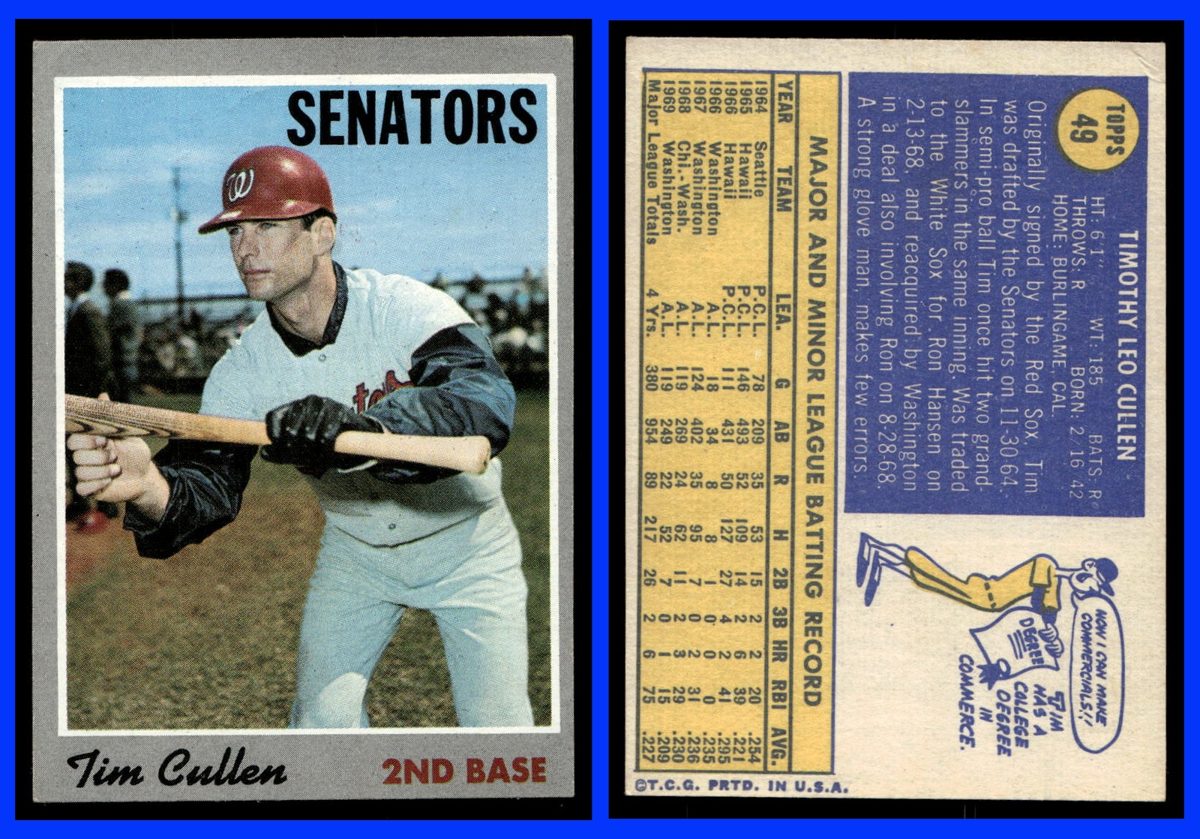 SENATORS
W
Tim Cullen
2ND BASE
TOPPS
49
TIMOTHY LEO CULLEN
HT: 6'1" WT: 185 BATS: R
THROWS: R BORN: 2/16/42
HOME: BURLINGAME, CAL.
Originally signed by the Red Sox, Tim
was drafted by the Senators on 11-30-64.
In semi-pro ball Tim once hit two grand-
slammers in the same inning. Was traded
to the White Sox for Ron Hansen on
2-13-68, and reacquired by Washington
in a deal also involving Ron on 8-28-68.
A strong glove man, makes few errors.
NOW I CAN MAKE
COMMERCIALS!!
DEGREE
TIM
HAS A
COLLEGE
DEGREE
IN
COMMERCE.
MAJOR AND MINOR LEAGUE BATTING RECORD
YEAR TEAM LEA. G AB R H 2B 3B HR RBI AVG.
1964 Seattle P.C.L. 78 209 35 53 15 2 2 20 .254
1965 Hawaii P.C.L. 146 493 52 109 14 2 6 39 .221
1966 Hawaii P.C.L. 111 431 50 127 27 4 2 41 .295
1966 Washington A.L. 18 34 8 8 1 0 0 0 .235
1967 Washington A.L. 124 402 35 95 7 0 2 31 .236
1968 Chi.-Wash. A.L. 119 269 24 62 11 2 3 29 .230
1969 Washington A.L. 119 249 22 52 7 0 1 15 .209
Major League Totals 4 Yrs. 380 954 89 217 26 2 6 75 .227
©T.C.G. PRTD. IN U.S.A.